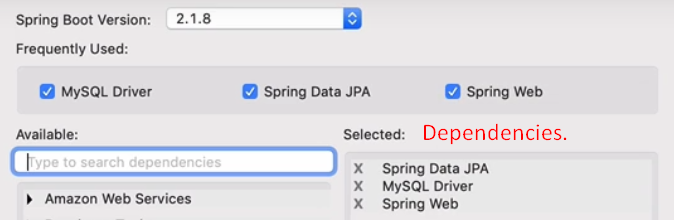 Spring Boot Version: 2.1.8
Frequently Used:
MySQL Driver Spring Data JPA Spring Web
Available: Selected: Dependencies.
Type to search dependencies
X Spring Data JPA
X MySQL Driver
X Spring Web
Amazon Web Services